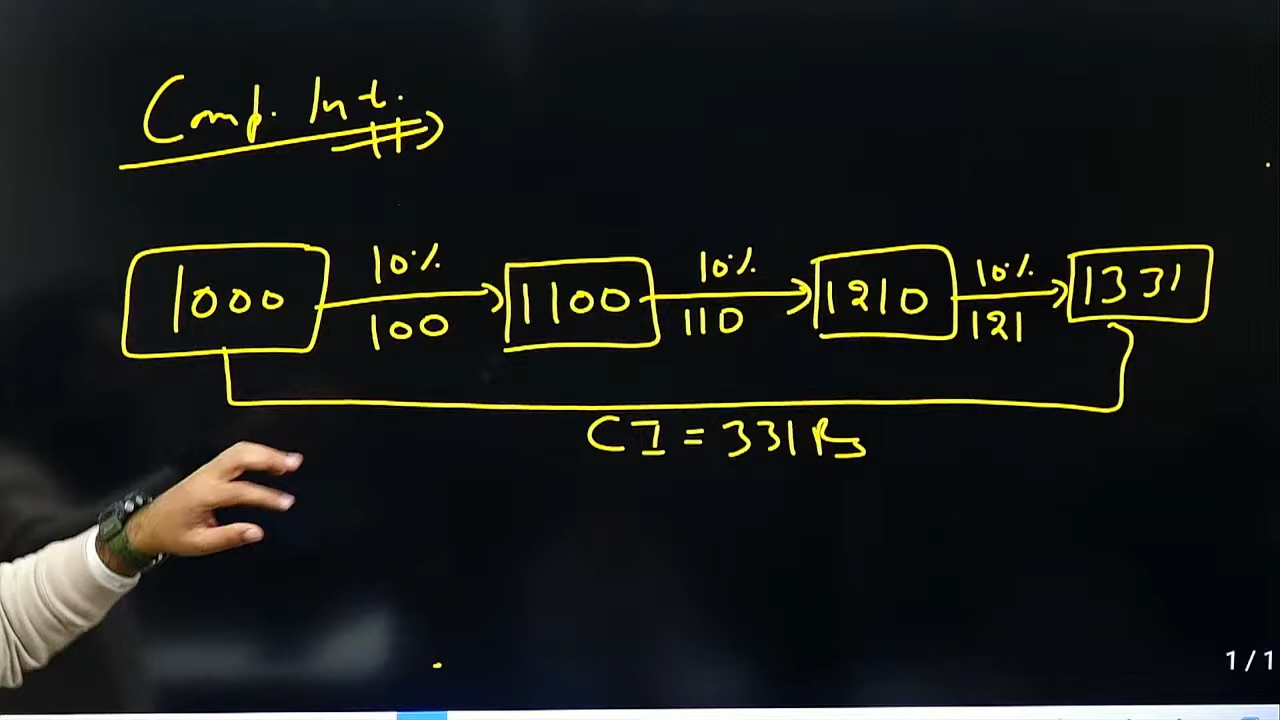 Comp. Int.
10% 10% 10%
1000 1100 1210 1331
100 110 121
CI = 331 Rs
1 / 1